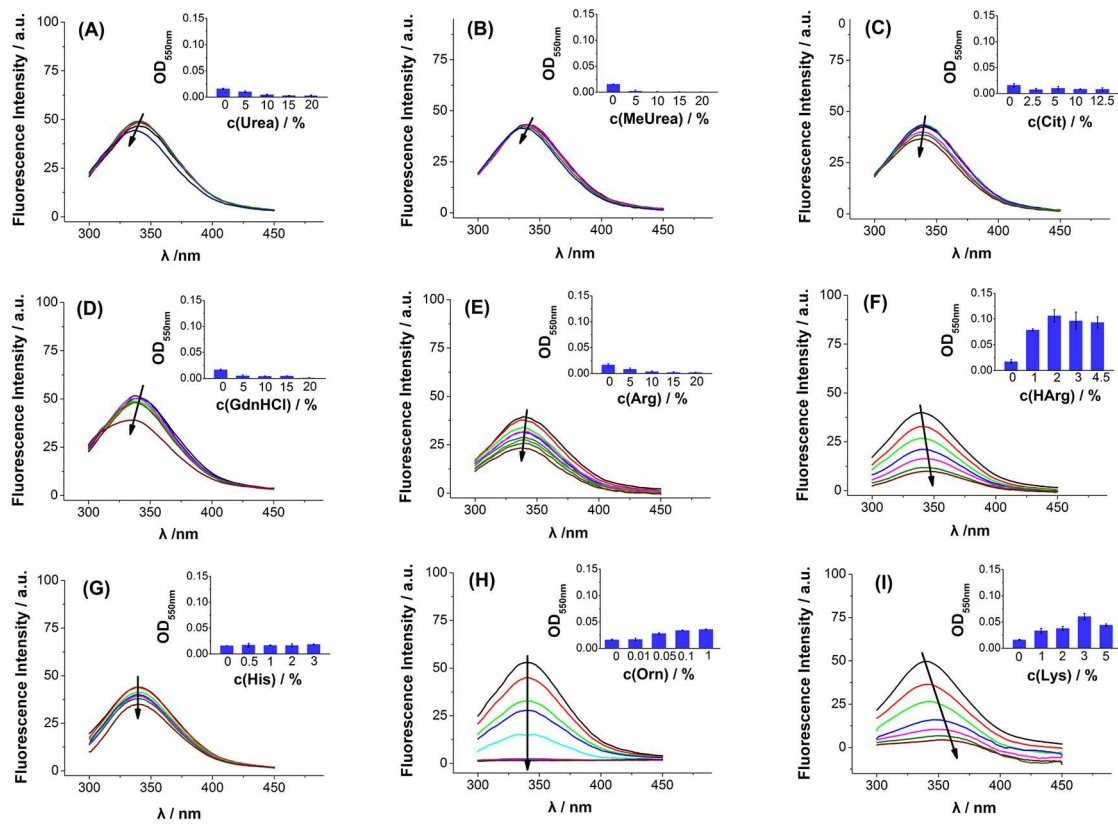 (A)
Fluorescence Intensity / a.u.
100
75
50
25
0
300 350 400 450
λ /nm
OD550nm
0.15
0.10
0.05
0.00
0 5 10 15 20
c(Urea) / %
(B)
Fluorescence Intensity / a.u.
75
50
25
0
300 350 400 450
λ /nm
OD550nm
0.15
0.10
0.05
0.00
0 5 10 15 20
c(MeUrea) / %
(C)
Fluorescence Intensity / a.u.
0
75
50
25
0
300 350 400 450
λ /nm
OD550nm
0.15
0.10
0.05
0.00
0 2.5 5 10 12.5
c(Cit) / %
(D)
Fluorescence Intensity / a.u.
100
75
50
25
0
300 350 400 450
λ /nm
OD550nm
0.15
0.10
0.05
0.00
0 5 10 15 20
c(GdnHCl) / %
(E)
Fluorescence Intensity / a.u.
100
75
50
25
0
300 350 400 450
λ /nm
OD550nm
0.15
0.10
0.05
0.00
0 5 10 15 20
c(Arg) / %
(F)
Fluorescence Intensity / a.u.
100
75
50
25
0
300 350 400 450
λ /nm
OD550nm
0.15
0.10
0.05
0.00
0 1 2 3 4.5
c(HArg) / %
(G)
Fluorescence Intensity / a.u.
100
75
50
25
0
300 350 400 450
λ / nm
OD550nm
0.15
0.10
0.05
0.00
0 0.5 1 2 3
c(His) / %
(H)
Fluorescence Intensity / a.u.
100
75
50
25
0
300 350 400 450
λ / nm
OD550nm
0.15
0.10
0.05
0.00
0 0.01 0.05 0.1 1
c(Orn) / %
(I)
Fluorescence Intensity / a.u.
100
75
50
25
0
300 350 400 450
λ / nm
OD550nm
0.15
0.10
0.05
0.00
0 1 2 3 5
c(Lys) / %